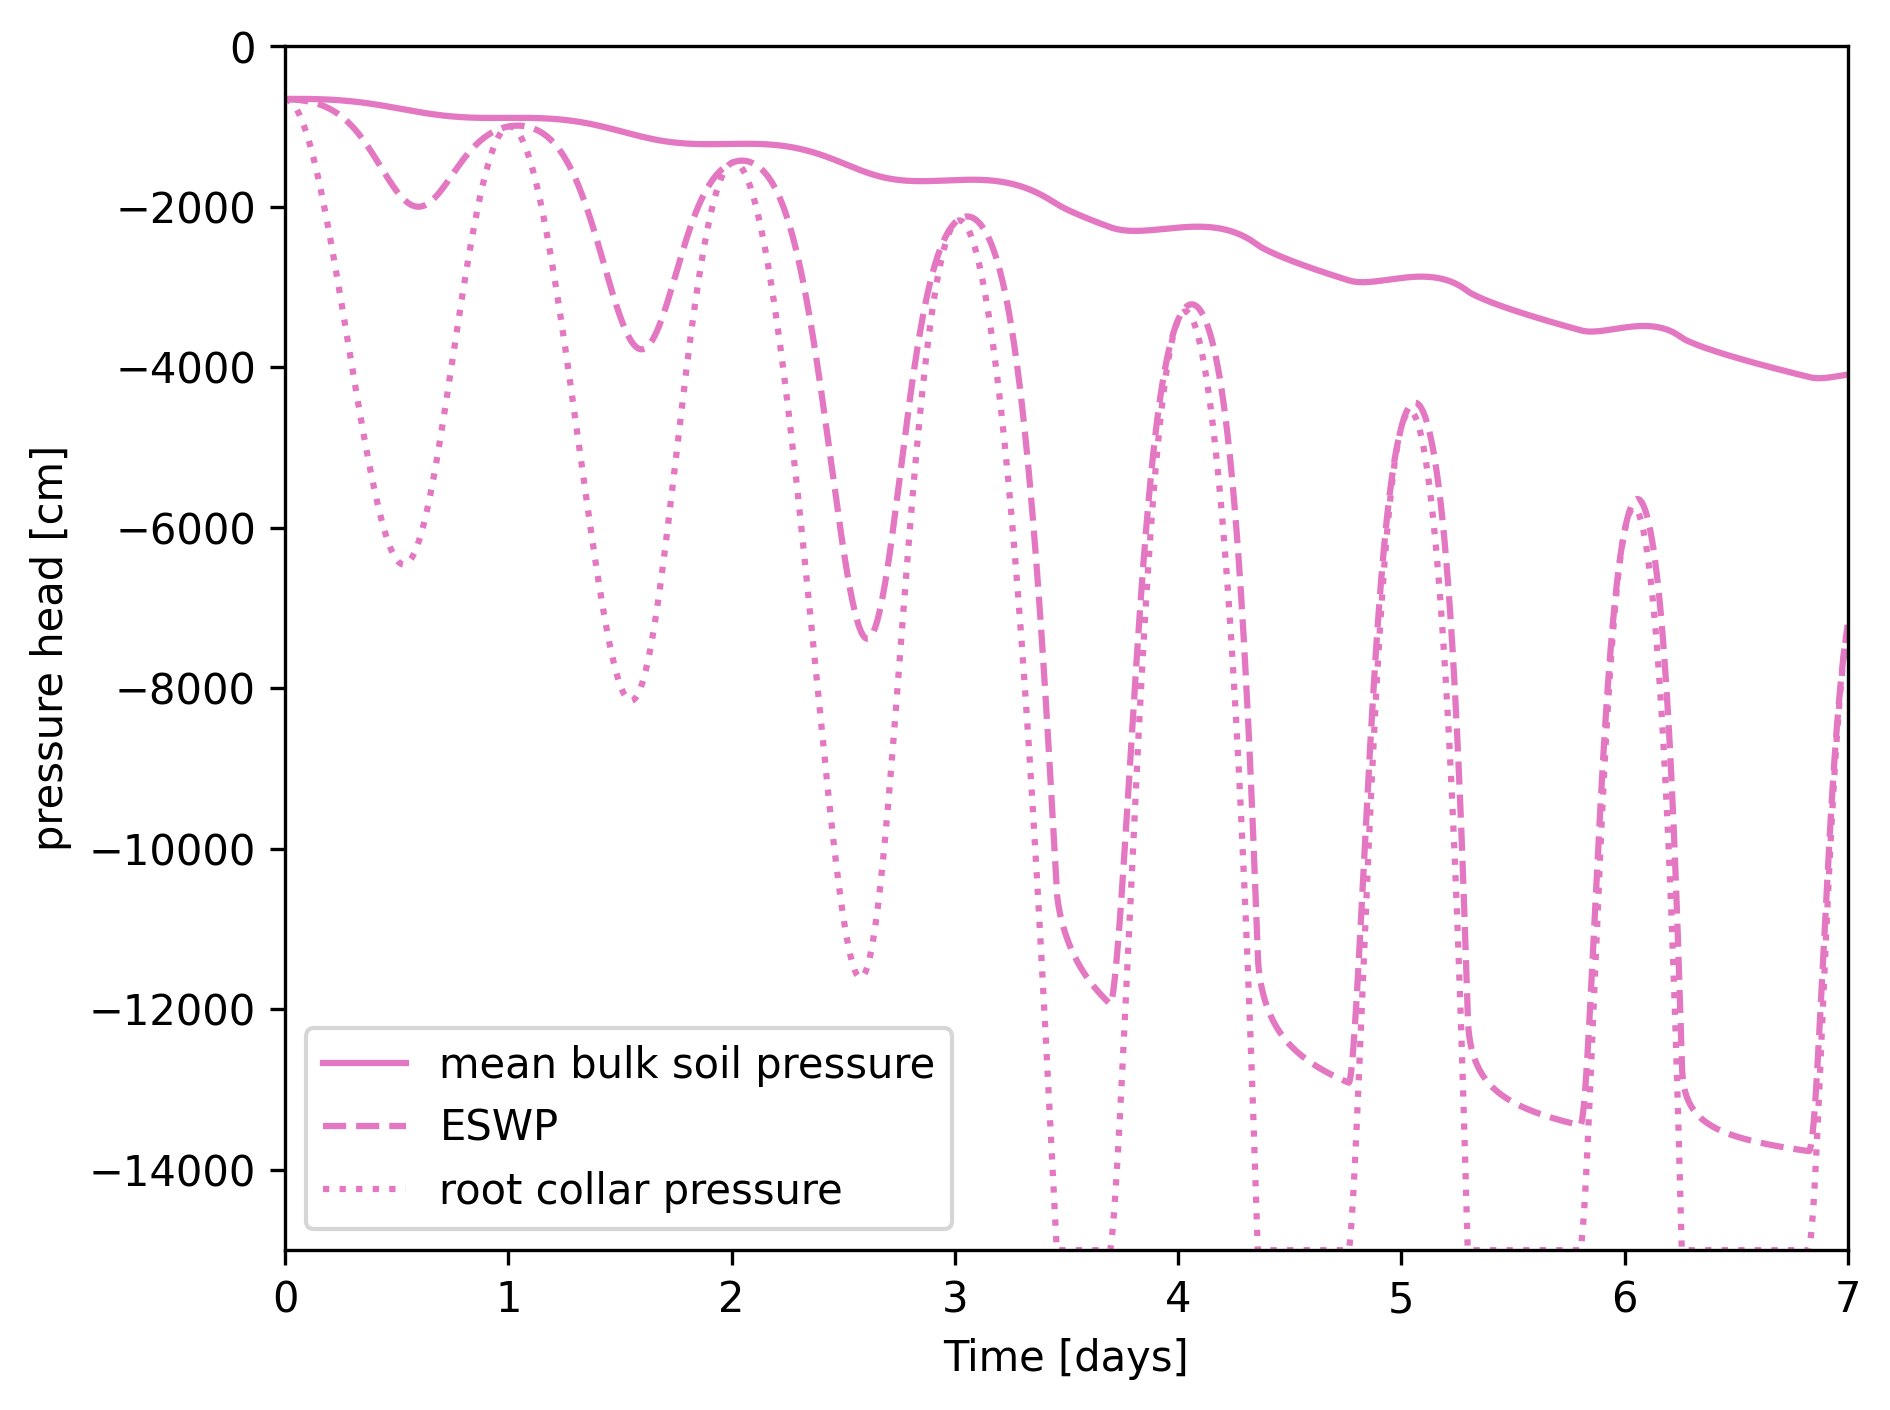 0
−2000
−4000
−6000
−8000
−10000
−12000
−14000
pressure head [cm]
mean bulk soil pressure
ESWP
root collar pressure
0 1 2 3 4 5 6 7
Time [days]